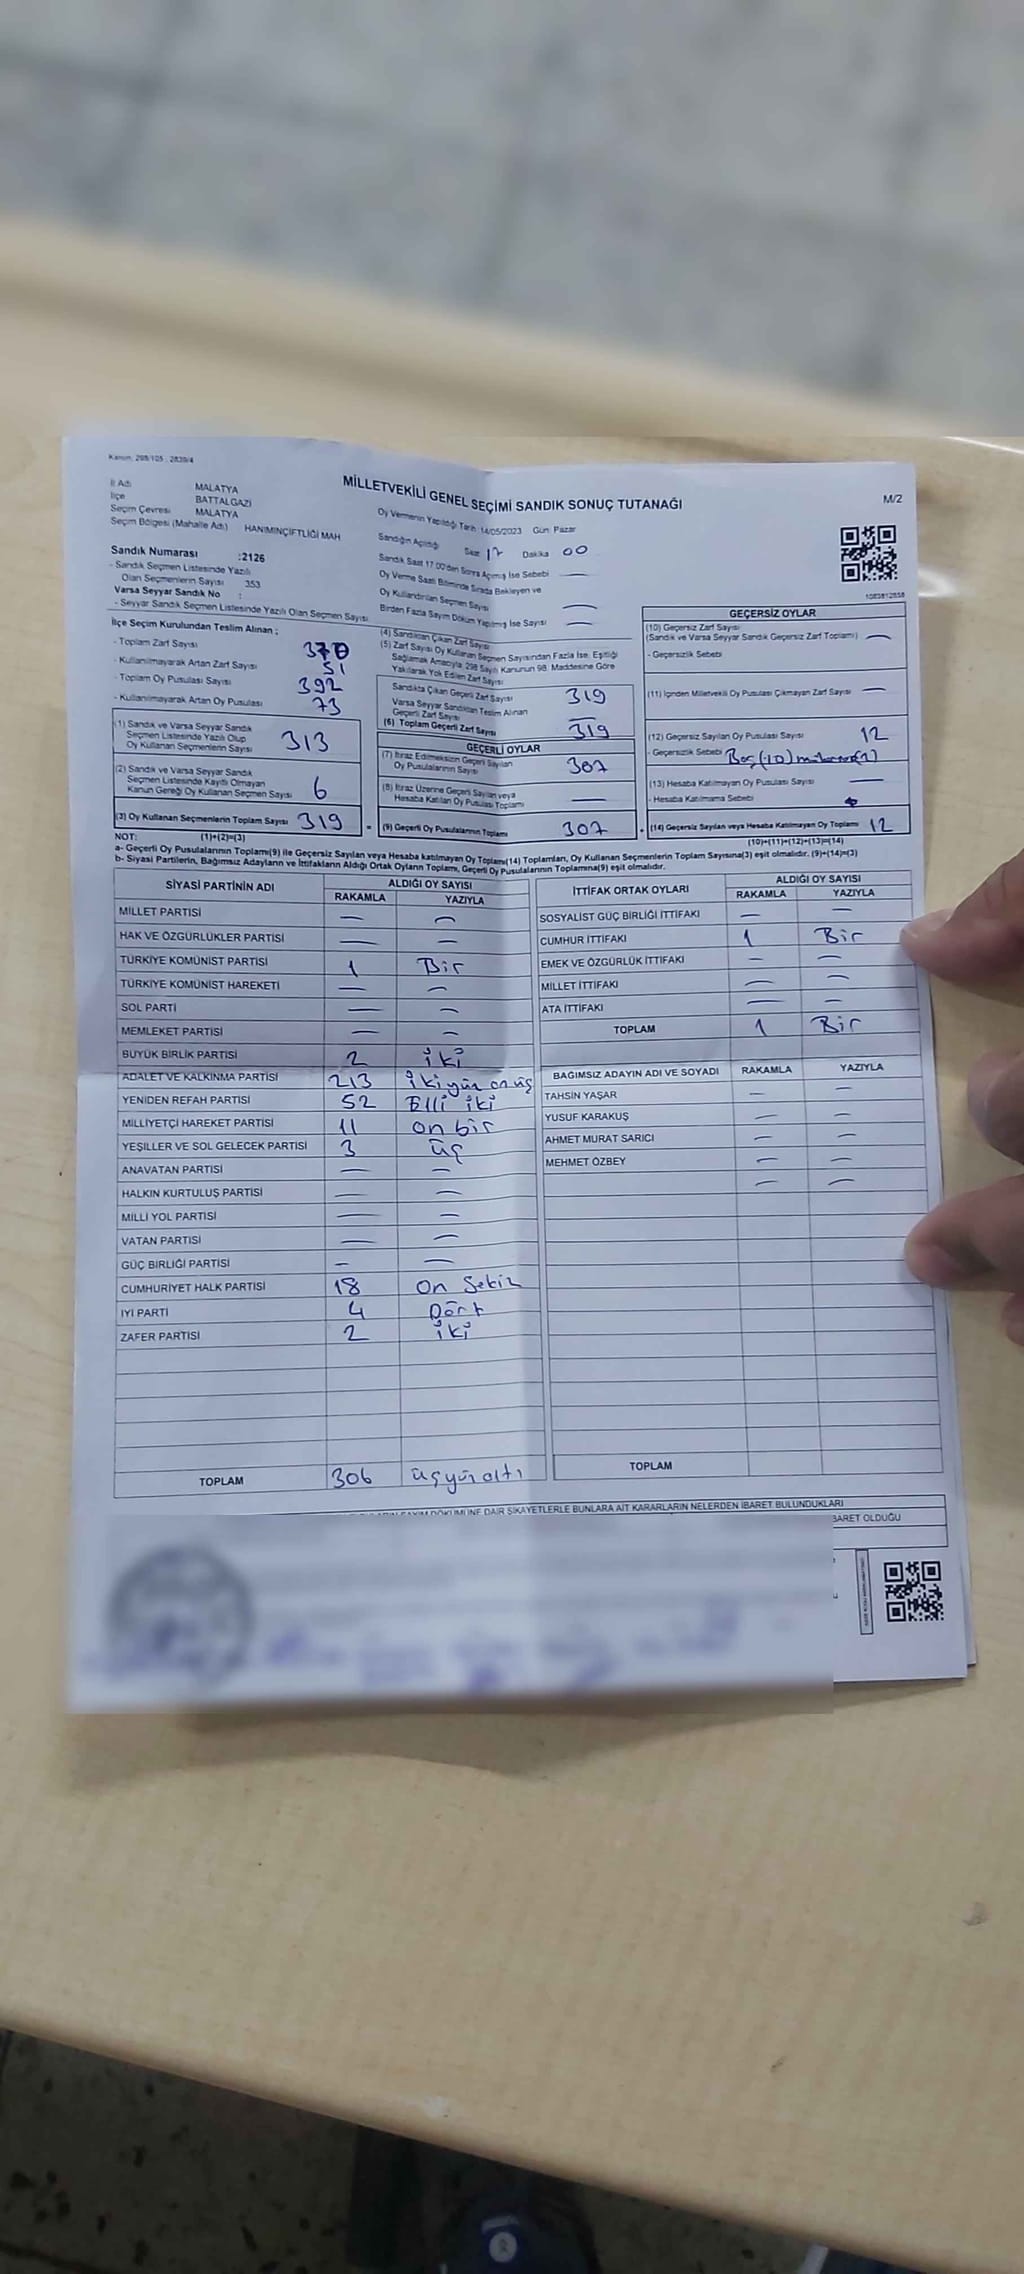 Kanun: 298/105 , 2839/4
MİLLETVEKİLİ GENEL SEÇİMİ SANDIK SONUÇ TUTANAĞI
M/2
İl Adı MALATYA
İlçe BATTALGAZİ
Seçim Çevresi MALATYA
Seçim Bölgesi (Mahalle Adı) HANIMINÇİFTLİĞİ MAH
Sandık Numarası :2126
- Sandık Seçmen Listesinde Yazılı
Olan Seçmenlerin Sayısı 353
Varsa Seyyar Sandık No :
- Seyyar Sandık Seçmen Listesinde Yazılı Olan Seçmen Sayısı
Oy Vermenin Yapıldığı Tarih 14/05/2023 Gün: Pazar
Sandığın Açıldığı Saat 17 Dakika 00
Sandık Saat 17.00'den Sonra Açılmış İse Sebebi —
Oy Verme Saati Bitiminde Sırada Bekleyen ve
Oy Kullandırılan Seçmen Sayısı —
Birden Fazla Sayım Döküm Yapılmış İse Sayısı —
1083812858
İlçe Seçim Kurulundan Teslim Alınan ;
- Toplam Zarf Sayısı 370
- Kullanılmayarak Artan Zarf Sayısı 51
- Toplam Oy Pusulası Sayısı 392
- Kullanılmayarak Artan Oy Pusulası 73
(1) Sandık ve Varsa Seyyar Sandık
Seçmen Listesinde Yazılı Olup
Oy Kullanan Seçmenlerin Sayısı 313
(2) Sandık ve Varsa Seyyar Sandık
Seçmen Listesinde Kayıtlı Olmayan
Kanun Gereği Oy Kullanan Seçmen Sayısı 6
(3) Oy Kullanan Seçmenlerin Toplam Sayısı 319
(4) Sandıktan Çıkan Zarf Sayısı
(5) Zarf Sayısı Oy Kullanan Seçmen Sayısından Fazla İse, Eşitliği
Sağlamak Amacıyla 298 Sayılı Kanunun 98. Maddesine Göre
Yakılarak Yok Edilen Zarf Sayısı
Sandıkta Çıkan Geçerli Zarf Sayısı 319
Varsa Seyyar Sandıktan Teslim Alınan
Geçerli Zarf Sayısı —
(6) Toplam Geçerli Zarf Sayısı 319
GEÇERLİ OYLAR
(7) İtiraz Edilmeksizin Geçerli Sayılan
Oy Pusulalarının Sayısı 307
(8) İtiraz Üzerine Geçerli Sayılan veya
Hesaba Katılan Oy Pusulası Toplamı —
(9) Geçerli Oy Pusulalarının Toplamı 307
GEÇERSİZ OYLAR
(10) Geçersiz Zarf Sayısı
(Sandık ve Varsa Seyyar Sandık Geçersiz Zarf Toplamı) —
- Geçersizlik Sebebi
(11) İçinden Milletvekili Oy Pusulası Çıkmayan Zarf Sayısı —
(12) Geçersiz Sayılan Oy Pusulası Sayısı 12
- Geçersizlik Sebebi Boş (10)
(13) Hesaba Katılmayan Oy Pusulası Sayısı —
- Hesaba Katılmama Sebebi
(14) Geçersiz Sayılan veya Hesaba Katılmayan Oy Toplamı 12
NOT: (1)+(2)=(3)
(10)+(11)+(12)+(13)=(14)
a- Geçerli Oy Pusulalarının Toplamı(9) ile Geçersiz Sayılan veya Hesaba katılmayan Oy Toplamı(14) Toplamları, Oy Kullanan Seçmenlerin Toplam Sayısına(3) eşit olmalıdır. (9)+(14)=(3)
b- Siyasi Partilerin, Bağımsız Adayların ve İttifakların Aldığı Ortak Oyların Toplamı, Geçerli Oy Pusulalarının Toplamına(9) eşit olmalıdır.
SİYASİ PARTİNİN ADI ALDIĞI OY SAYISI
RAKAMLA YAZIYLA
MİLLET PARTİSİ — —
HAK VE ÖZGÜRLÜKLER PARTİSİ — —
TÜRKİYE KOMÜNİST PARTİSİ 1 Bir
TÜRKİYE KOMÜNİST HAREKETİ — —
SOL PARTİ — —
MEMLEKET PARTİSİ — —
BÜYÜK BİRLİK PARTİSİ 2 iki
ADALET VE KALKINMA PARTİSİ 213 ikiyüz onüç
YENİDEN REFAH PARTİSİ 52 Elli iki
MİLLİYETÇİ HAREKET PARTİSİ 11 on bir
YEŞİLLER VE SOL GELECEK PARTİSİ 3 üç
ANAVATAN PARTİSİ — —
HALKIN KURTULUŞ PARTİSİ — —
MİLLİ YOL PARTİSİ — —
VATAN PARTİSİ — —
GÜÇ BİRLİĞİ PARTİSİ — —
CUMHURİYET HALK PARTİSİ 18 On Sekiz
İYİ PARTİ 4 Dört
ZAFER PARTİSİ 2 iki
TOPLAM 306 üçyüzaltı
İTTİFAK ORTAK OYLARI ALDIĞI OY SAYISI
RAKAMLA YAZIYLA
SOSYALİST GÜÇ BİRLİĞİ İTTİFAKI — —
CUMHUR İTTİFAKI 1 Bir
EMEK VE ÖZGÜRLÜK İTTİFAKI — —
MİLLET İTTİFAKI — —
ATA İTTİFAKI — —
TOPLAM 1 Bir
BAĞIMSIZ ADAYIN ADI VE SOYADI RAKAMLA YAZIYLA
TAHSİN YAŞAR — —
YUSUF KARAKUŞ — —
AHMET MURAT SARICI — —
MEHMET ÖZBEY — —
— —
TOPLAM
SAYIM DÖKÜMÜNE DAİR ŞİKAYETLERLE BUNLARA AİT KARARLARIN NELERDEN İBARET BULUNDUKLARI
BARET OLDUĞU